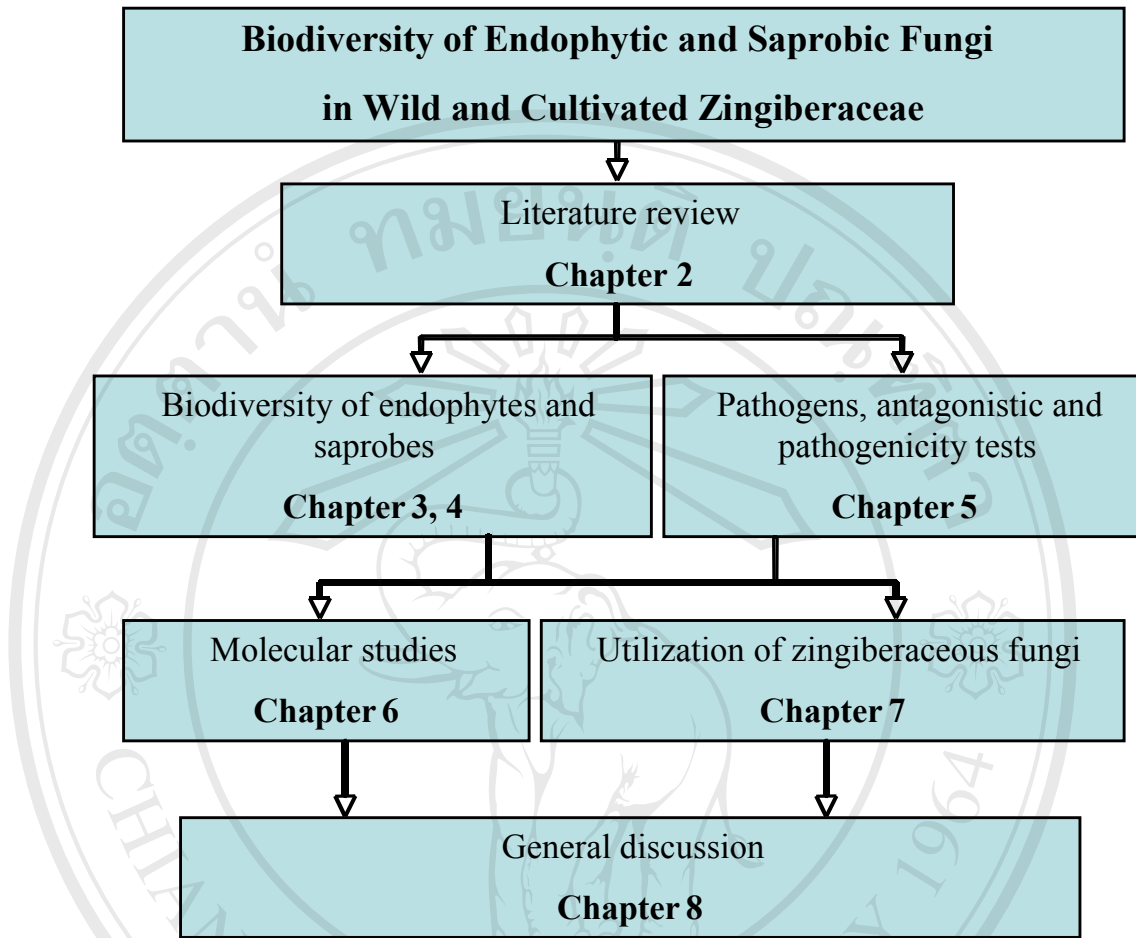 Biodiversity of Endophytic and Saprobic Fungi
in Wild and Cultivated Zingiberaceae
Literature review
Chapter 2
Biodiversity of endophytes and
saprobes
Chapter 3, 4
Pathogens, antagonistic and
pathogenicity tests
Chapter 5
Molecular studies
Chapter 6
Utilization of zingiberaceous fungi
Chapter 7
General discussion
Chapter 8
1964